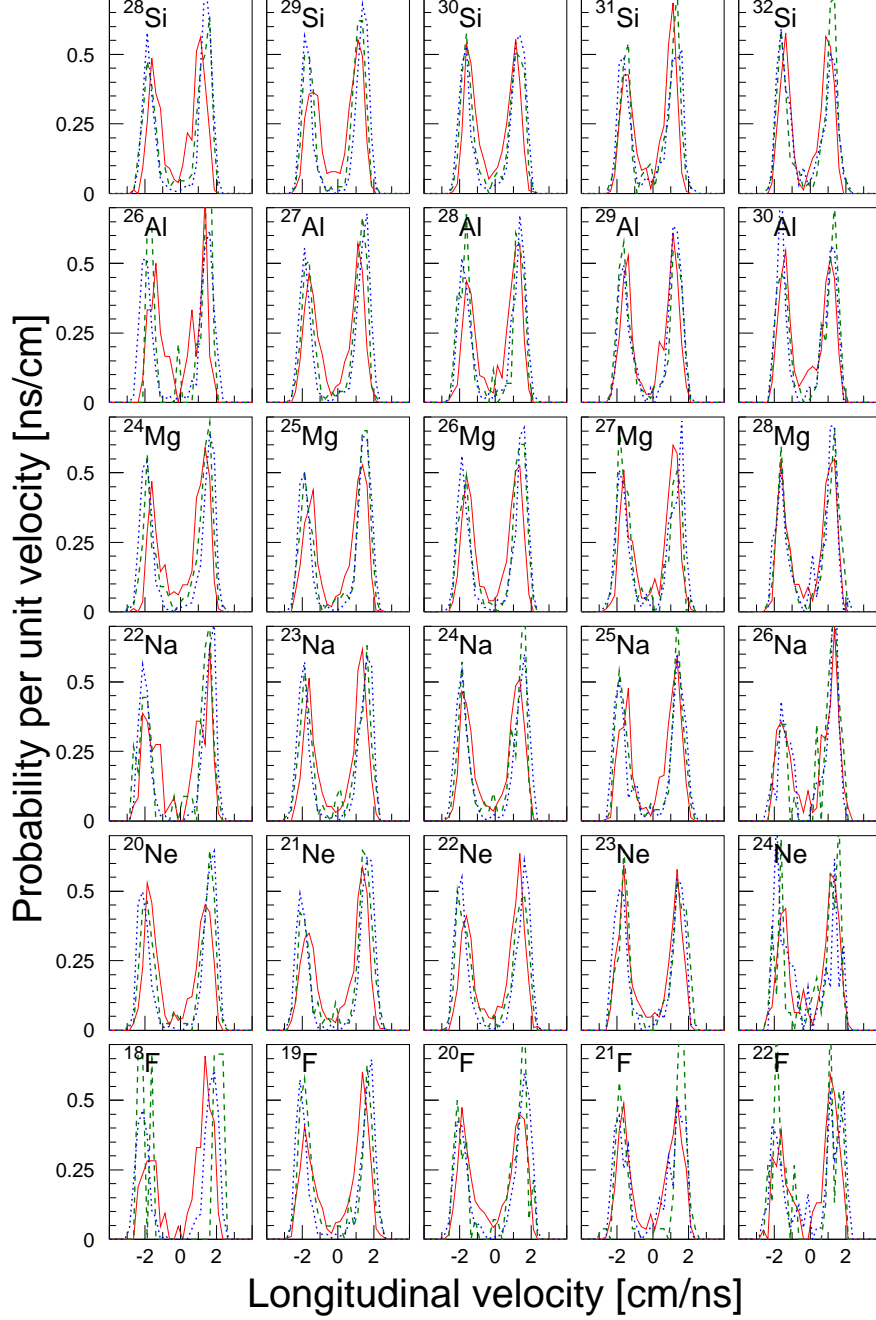 Probability per unit velocity [ns/cm]
²⁸Si ²⁹Si ³⁰Si ³¹Si ³²Si
0.5
0.25
0
²⁶Al ²⁷Al ²⁸Al ²⁹Al ³⁰Al
0.5
0.25
0
²⁴Mg ²⁵Mg ²⁶Mg ²⁷Mg ²⁸Mg
0.5
0.25
0
²²Na ²³Na ²⁴Na ²⁵Na ²⁶Na
0.5
0.25
0
²⁰Ne ²¹Ne ²²Ne ²³Ne ²⁴Ne
0.5
0.25
0
¹⁸F ¹⁹F ²⁰F ²¹F ²²F
0.5
0.25
0
-2 0 2 -2 0 2 -2 0 2 -2 0 2 -2 0 2
Longitudinal velocity [cm/ns]